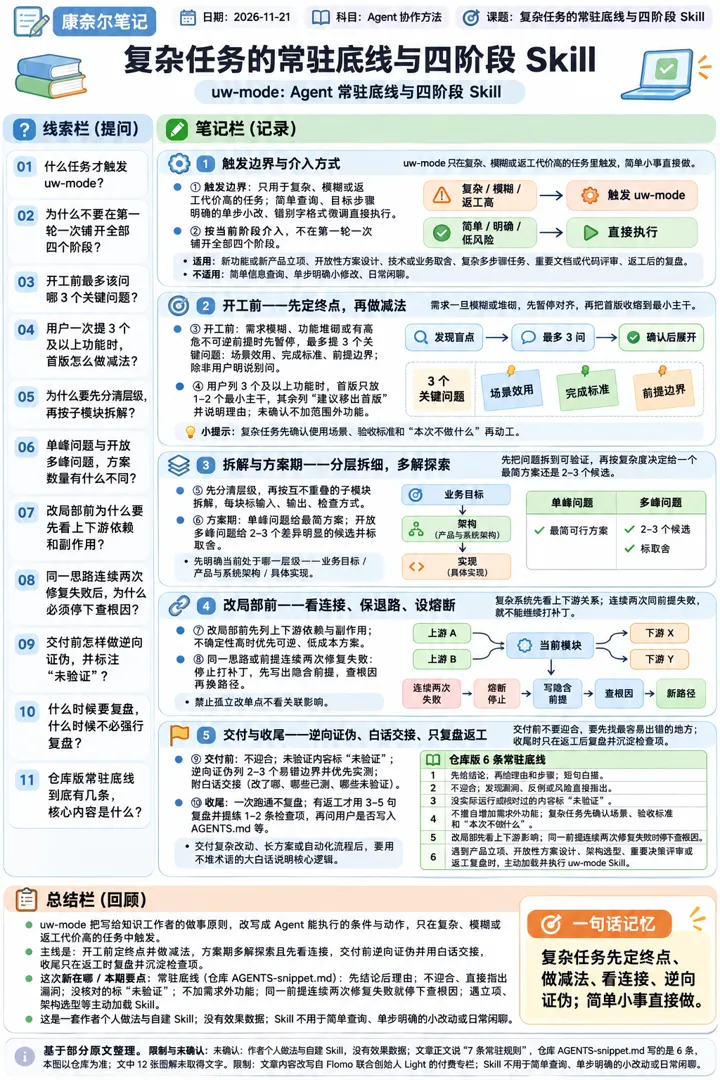 康奈尔笔记
日期：2026-11-21
科目：Agent 协作方法
课题：复杂任务的常驻底线与四阶段 Skill
复杂任务的常驻底线与四阶段 Skill
uw-mode：Agent 常驻底线与四阶段 Skill
线索栏（提问）
01 什么任务才触发
uw-mode？
02 为什么不要在第一
轮一次铺开全部
四个阶段？
03 开工前最多该问
哪 3 个关键问题？
04 用户一次提 3 个
及以上功能时，
首版怎么做减法？
05 为什么要先分清层级，
再按子模块拆解？
06 单峰问题与开放
多峰问题，方案
数量有什么不同？
07 改局部前为什么要
先看上下游依赖
和副作用？
08 同一思路连续两次
修复失败后，为什么
必须停下查根因？
09 交付前怎样做逆向
证伪，并标注
“未验证”？
10 什么时候要复盘，
什么时候不必强行
复盘？
11 仓库版常驻底线
到底有几条，
核心内容是什么？
笔记栏（记录）
1 触发边界与介入方式
uw-mode 只在复杂、模糊或返工代价高的任务里触发，简单小事直接做。
① 触发边界：只用于复杂、模糊或返
工代价高的任务；简单查询、目标步骤
明确的单步小改、错别字格式微调直接执行。
② 按当前阶段介入，不在第一轮一次
铺开全部四个阶段。
复杂 / 模糊 /
返工高
触发 uw-mode
简单 / 明确 /
低风险
直接执行
• 适用：新功能或新产品立项、开放性方案设计、技术或业务取舍、复杂多步骤任务、重要文档或代码评审、返工后的复盘。
• 不适用：简单信息查询、单步明确小修改、日常闲聊。
2 开工前——先定终点，再做减法
需求一旦模糊或堆砌，先暂停对齐，再把首版收缩到最小主干。
③ 开工前：需求模糊、功能堆砌或有高
危不可逆前提时先暂停，最多提 3 个关
键问题：场景效用、完成标准、前提边界；
除非用户明说别问。
④ 用户列 3 个及以上功能时，首版只放
1–2 个最小主干，其余列“建议移出首版”
并说明理由；未确认不加范围外功能。
发现盲点
最多 3 问
确认后展开
3 个
关键问题
场景效用
完成标准
前提边界
小提示：复杂任务先确认使用场景、验收标准和“本次不做什么”再动工。
3 拆解与方案期——分层拆细，多解探索
先把问题拆到可验证，再按复杂度决定给一个
最简方案还是 2–3 个候选。
⑤ 先分清层级，再按互不重叠的子模块
拆解，每块标输入、输出、检查方式。
⑥ 方案期：单峰问题给最简方案；开放
多峰问题给 2–3 个差异明显的候选并标
取舍。
• 先明确当前处于哪一层级——业务目标 /
产品与系统架构 / 具体实现。
业务目标
架构
（产品与系统架构）
实现
（具体实现）
单峰问题
多峰问题
最简可行方案
2–3 个候选
标取舍
4 改局部前——看连接、保退路、设熔断
复杂系统先看上下游关系；连续两次同前提失败，
就不能继续打补丁。
⑦ 改局部前先列上下游依赖与副作用；
不确定性高时优先可逆、低成本方案。
⑧ 同一思路或前提连续两次修复失败：
停止打补丁，先写出隐含前提，查根因
再换路径。
• 禁止孤立改单点不看关联影响。
上游 A
上游 B
当前模块
下游 X
下游 Y
连续两次
失败
熔断
停止
写隐含
前提
查根因
新路径
5 交付与收尾——逆向证伪、白话交接，只复盘返工
交付前不要迎合，要先找最容易出错的地方；
收尾时只在返工后复盘并沉淀检查项。
⑨ 交付前：不迎合；未验证内容标“未验证”；
逆向证伪列 2–3 个易错边界并优先实测；
附白话交接（改了哪、哪些已测、哪些未验证）。
⑩ 收尾：一次跑通不复盘；有返工才用 3–5 句
复盘并提炼 1–2 条检查项，再问用户是否写入
AGENTS.md 等。
• 交付复杂改动、长方案或自动化流程后，要用
不堆术语的大白话说明核心逻辑。
仓库版 6 条常驻底线
1 先给结论，再给理由和步骤；短句白描。
2 不迎合；发现漏洞、反例或风险直接指出。
3 没实际运行或核对过的内容标“未验证”。
4 不擅自增加需求外功能；复杂任务先确认场景、验收标准
和“本次不做什么”。
5 改局部前先看上下游影响；同一前提连续两次修复失败时停下查根因。
6 遇到产品立项、开放性方案设计、架构选型、重要决策评审或
返工复盘时，主动加载并执行 uw-mode Skill。
总结栏（回顾）
uw-mode 把写给知识工作者的做事原则，改写成 Agent 能执行的条件与动作，只在复杂、模糊或
返工代价高的任务中触发。
主线是：开工前定终点并做减法，方案期多解探索且先看连接，交付前逆向证伪并用白话交接，
收尾只在返工时复盘并沉淀检查项。
这次新在哪 / 本期要点：常驻底线（仓库 AGENTS-snippet.md）：先结论后理由；不迎合、直接指出
漏洞；没核对的标“未验证”；不加需求外功能；同一前提连续两次修复失败就停下查根因；遇立项、
架构选型等主动加载 Skill。
这是一套作者个人做法与自建 Skill；没有效果数据；Skill 不用于简单查询、单步明确的小改动或日常闲聊。
一句话记忆
复杂任务先定终点、
做减法、看连接、逆向
证伪；简单小事直接做。
基于部分原文整理。限制与未确认：未确认：作者个人做法与自建 Skill，没有效果数据；文章正文说“7 条常驻规则”，仓库 AGENTS-snippet.md 写的是 6 条，
本图以仓库为准；文中 12 张图解未取得文字。限制：文章内容改写自 Flomo 联合创始人 Light 的付费专栏；Skill 不用于简单查询、单步明确的小改动或日常闲聊。